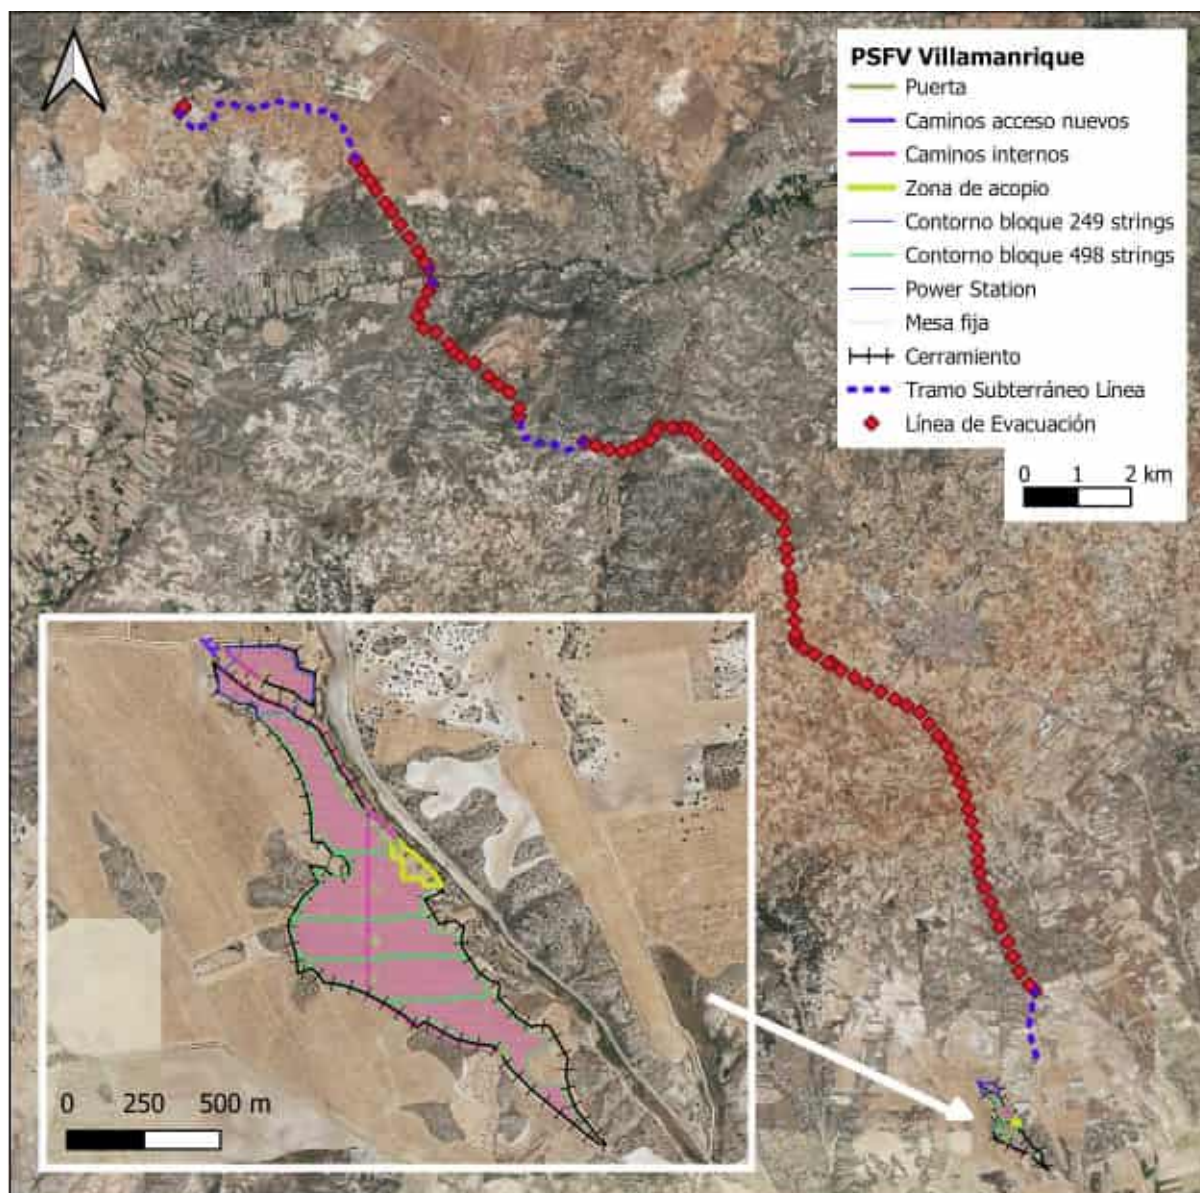 PSFV Villamanrique
Puerta
Caminos acceso nuevos
Caminos internos
Zona de acopio
Contorno bloque 249 strings
Contorno bloque 498 strings
Power Station
Mesa fija
Cerramiento
Tramo Subterráneo Línea
Línea de Evacuación
0 1 2 km
0 250 500 m